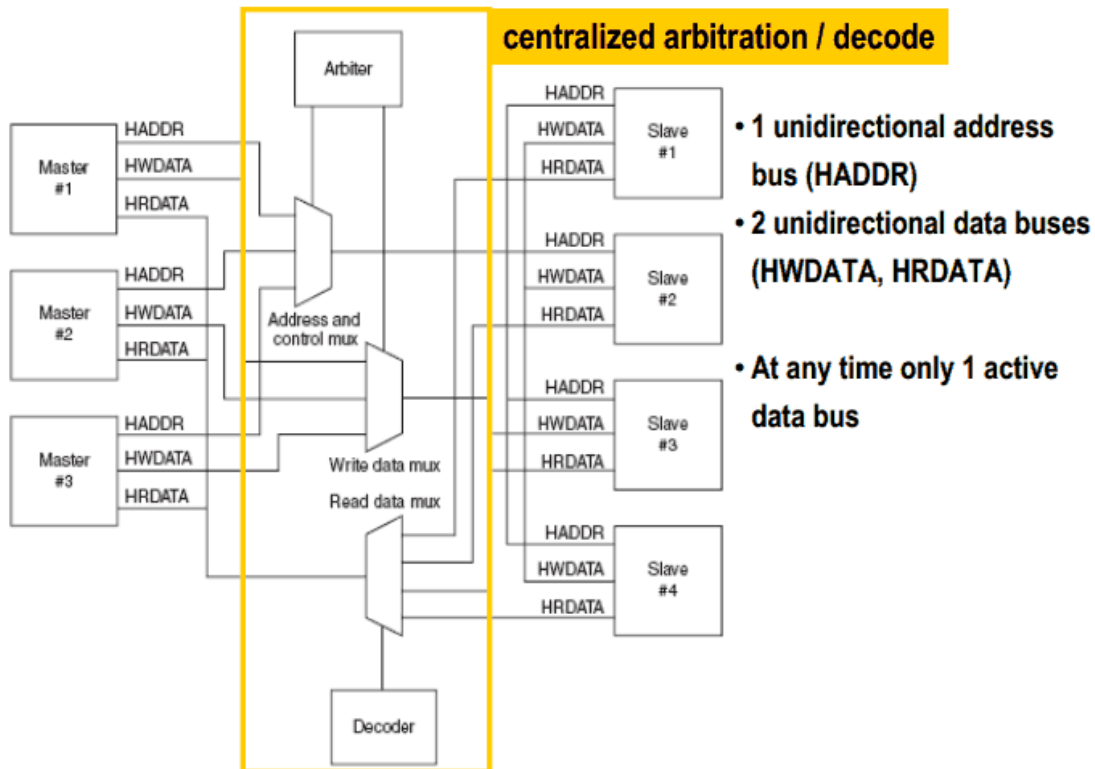 centralized arbitration / decode
Arbiter
Master
#1
HADDR
HWDATA
HRDATA
Master
#2
HADDR
HWDATA
HRDATA
Master
#3
HADDR
HWDATA
HRDATA
Address and
control mux
Write data mux
Read data mux
Decoder
HADDR
HWDATA
HRDATA
Slave
#1
HADDR
HWDATA
HRDATA
Slave
#2
HADDR
HWDATA
HRDATA
Slave
#3
HADDR
HWDATA
HRDATA
Slave
#4
• 1 unidirectional address
bus (HADDR)
• 2 unidirectional data buses
(HWDATA, HRDATA)
• At any time only 1 active
data bus